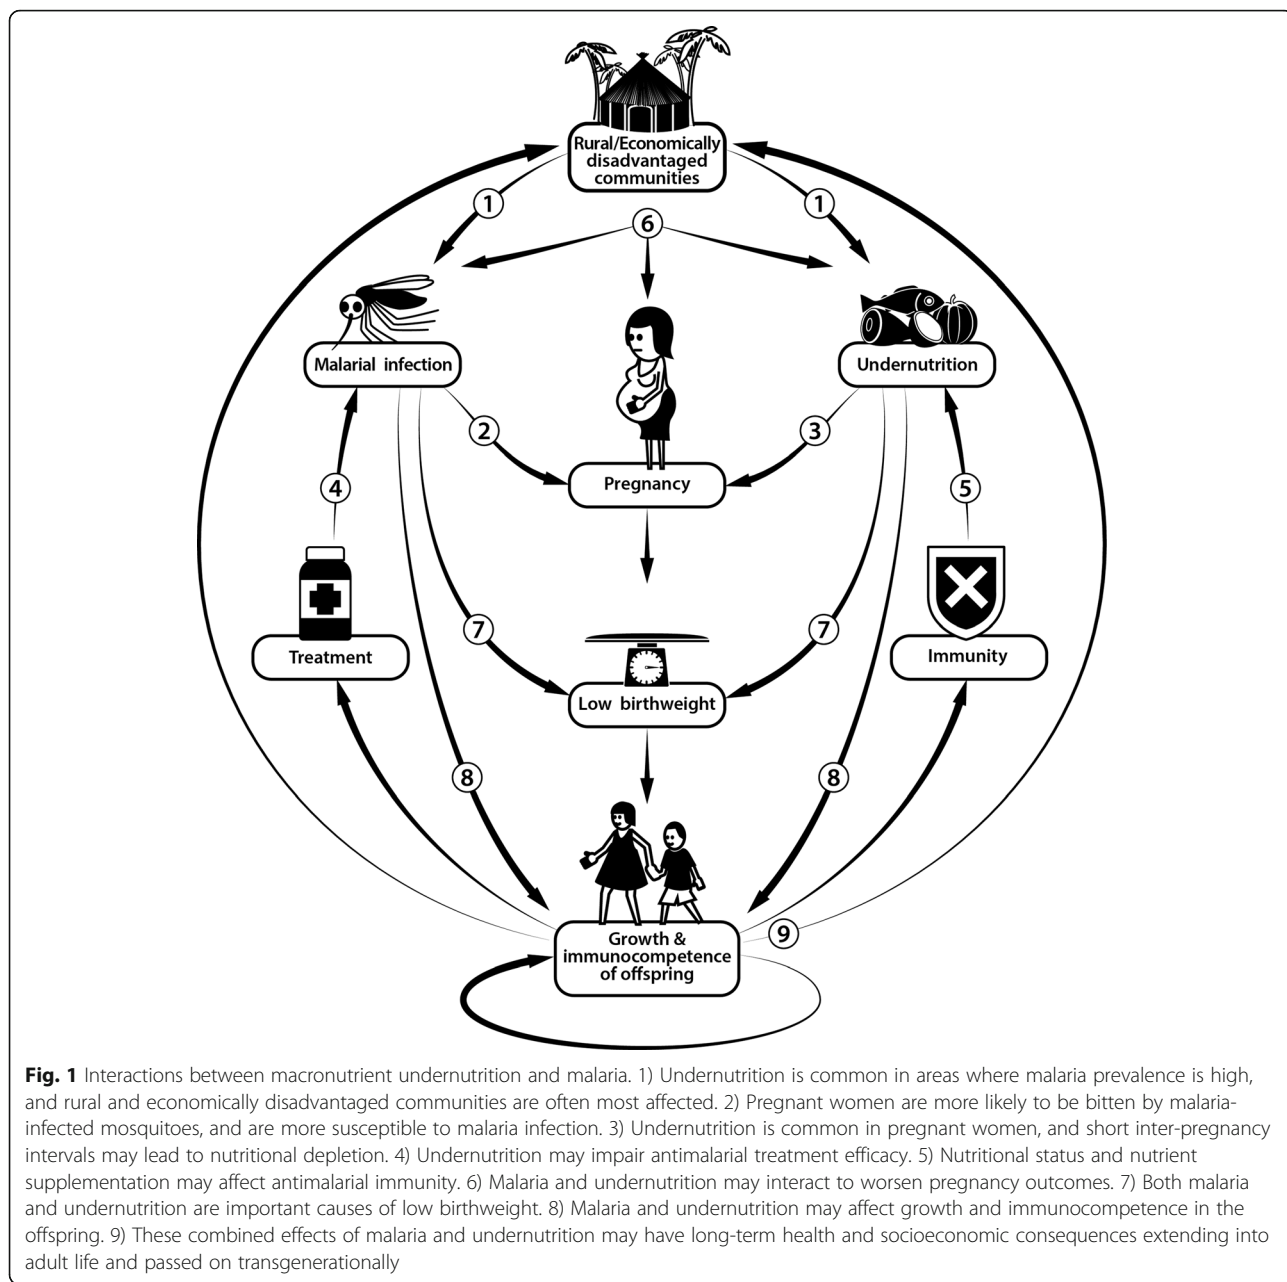 Rural/Economically
disadvantaged
communities
1
1
6
Malarial infection
Undernutrition
2
3
Pregnancy
4
5
7
7
Treatment
Immunity
Low birthweight
8
8
9
Growth &
immunocompetence
of offspring
Fig. 1 Interactions between macronutrient undernutrition and malaria. 1) Undernutrition is common in areas where malaria prevalence is high,
and rural and economically disadvantaged communities are often most affected. 2) Pregnant women are more likely to be bitten by malaria-
infected mosquitoes, and are more susceptible to malaria infection. 3) Undernutrition is common in pregnant women, and short inter-pregnancy
intervals may lead to nutritional depletion. 4) Undernutrition may impair antimalarial treatment efficacy. 5) Nutritional status and nutrient
supplementation may affect antimalarial immunity. 6) Malaria and undernutrition may interact to worsen pregnancy outcomes. 7) Both malaria
and undernutrition are important causes of low birthweight. 8) Malaria and undernutrition may affect growth and immunocompetence in the
offspring. 9) These combined effects of malaria and undernutrition may have long-term health and socioeconomic consequences extending into
adult life and passed on transgenerationally